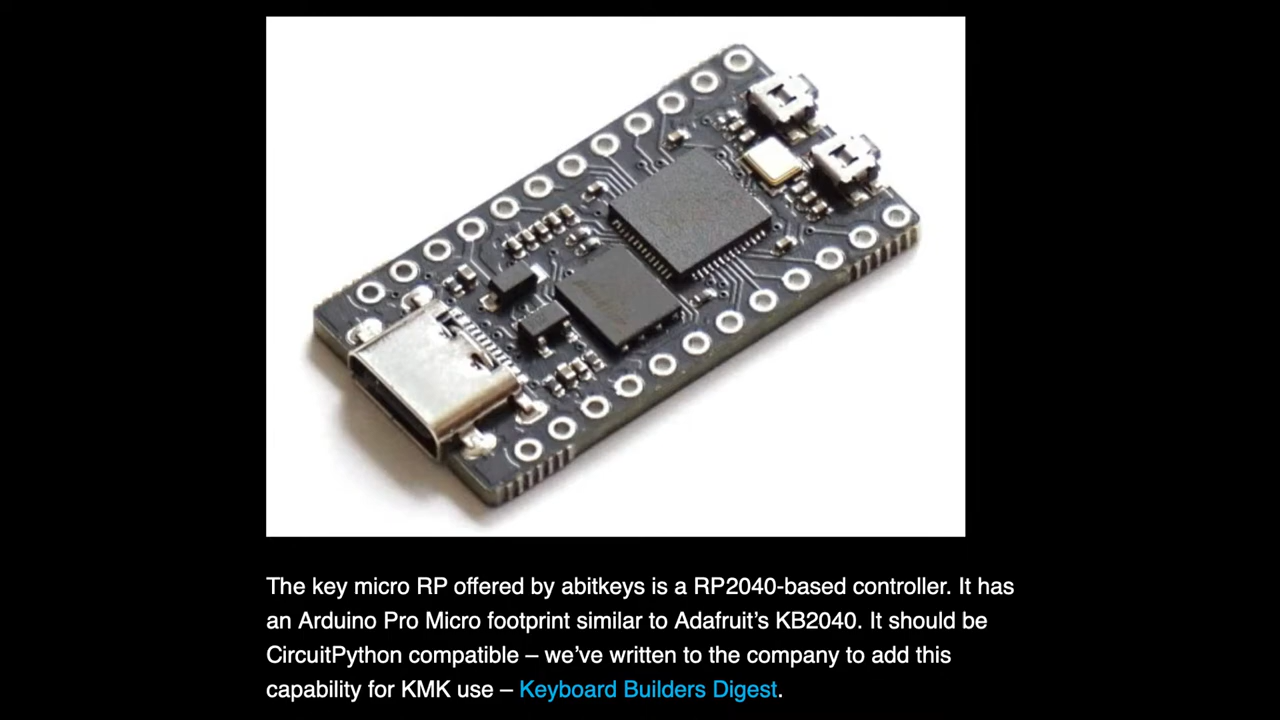 The key micro RP offered by abitkeys is a RP2040-based controller. It has
an Arduino Pro Micro footprint similar to Adafruit’s KB2040. It should be
CircuitPython compatible – we’ve written to the company to add this
capability for KMK use – Keyboard Builders Digest.